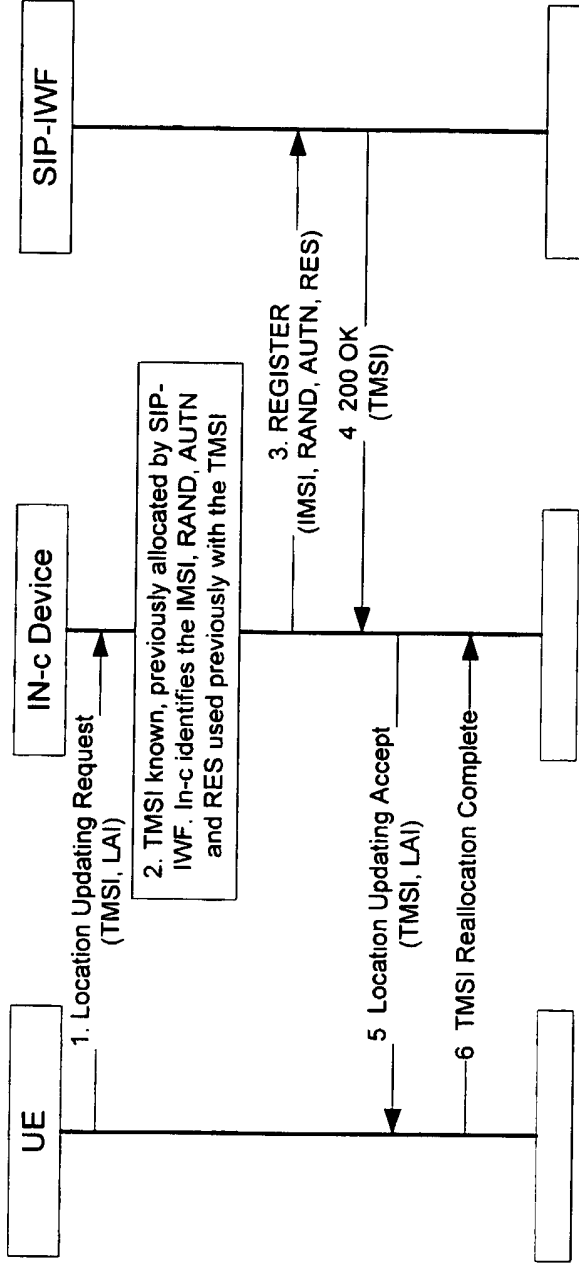 UE
IN-c Device
SIP-IWF
1. Location Updating Request
(TMSI, LAI)
2. TMSI known, previously allocated by SIP-
IWF. In-c identifies the IMSI, RAND, AUTN
and RES used previously with the TMSI
3. REGISTER
(IMSI, RAND, AUTN, RES)
4 200 OK
(TMSI)
5 Location Updating Accept
(TMSI, LAI)
6 TMSI Reallocation Complete